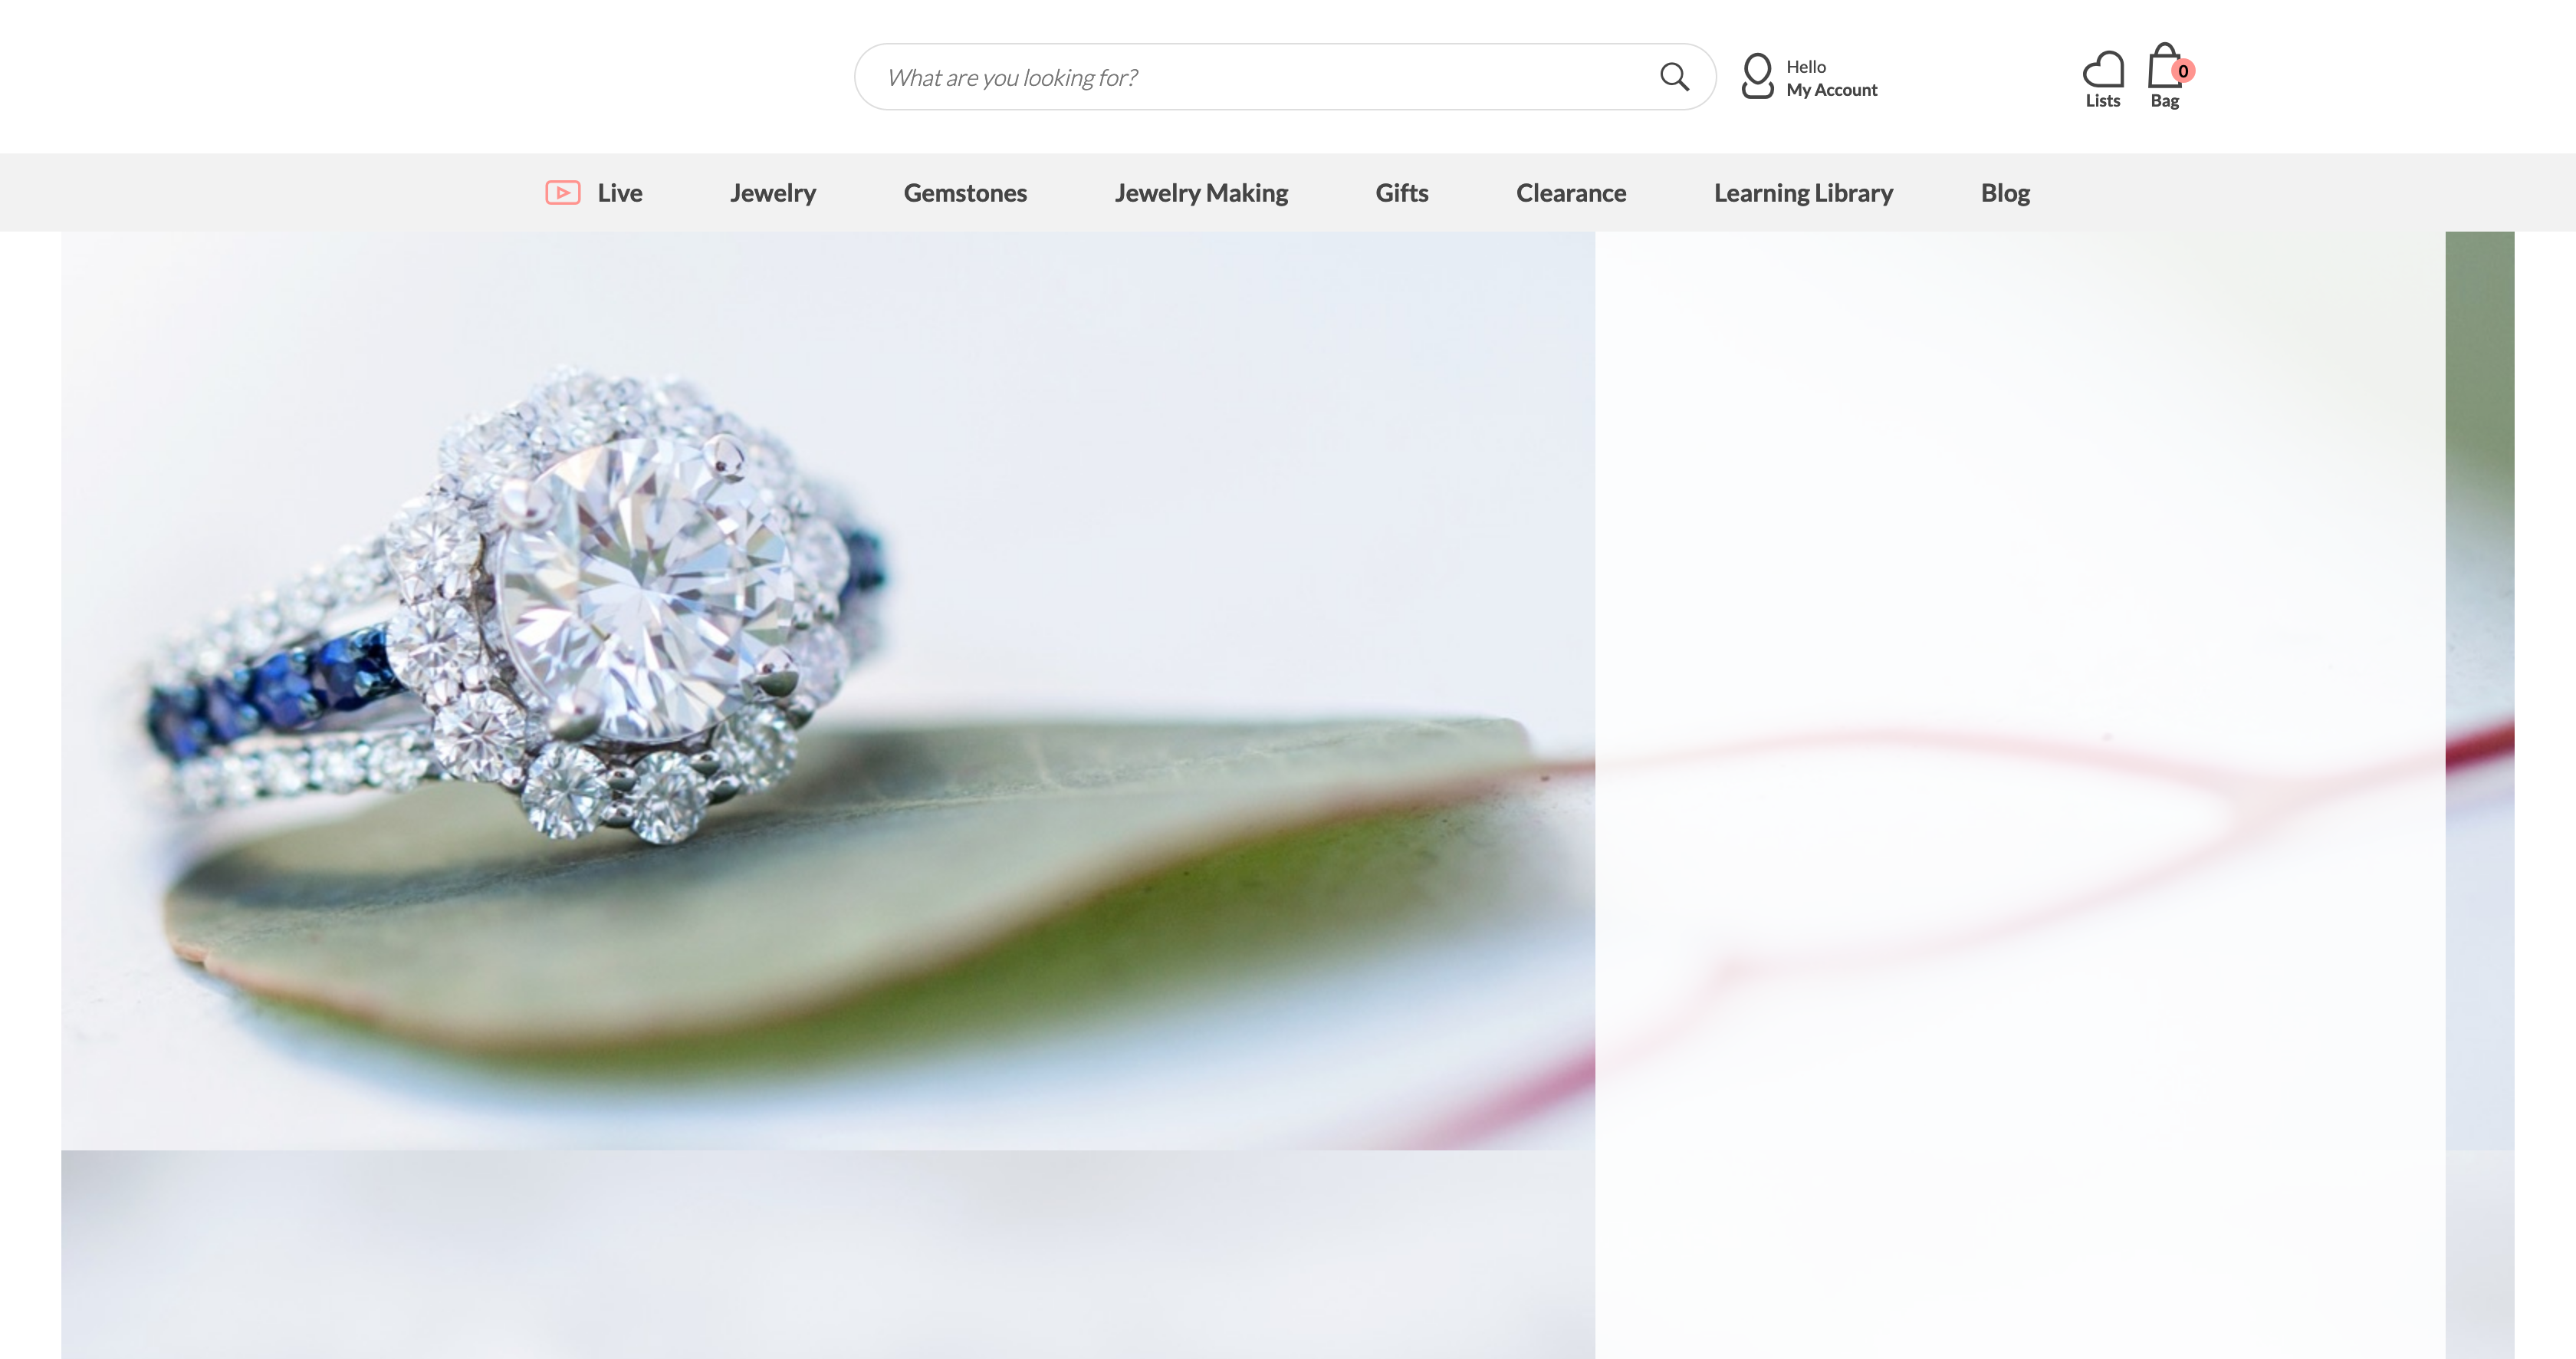 What are you looking for?
Hello
My Account
Lists
Bag
0
Live
Jewelry
Gemstones
Jewelry Making
Gifts
Clearance
Learning Library
Blog